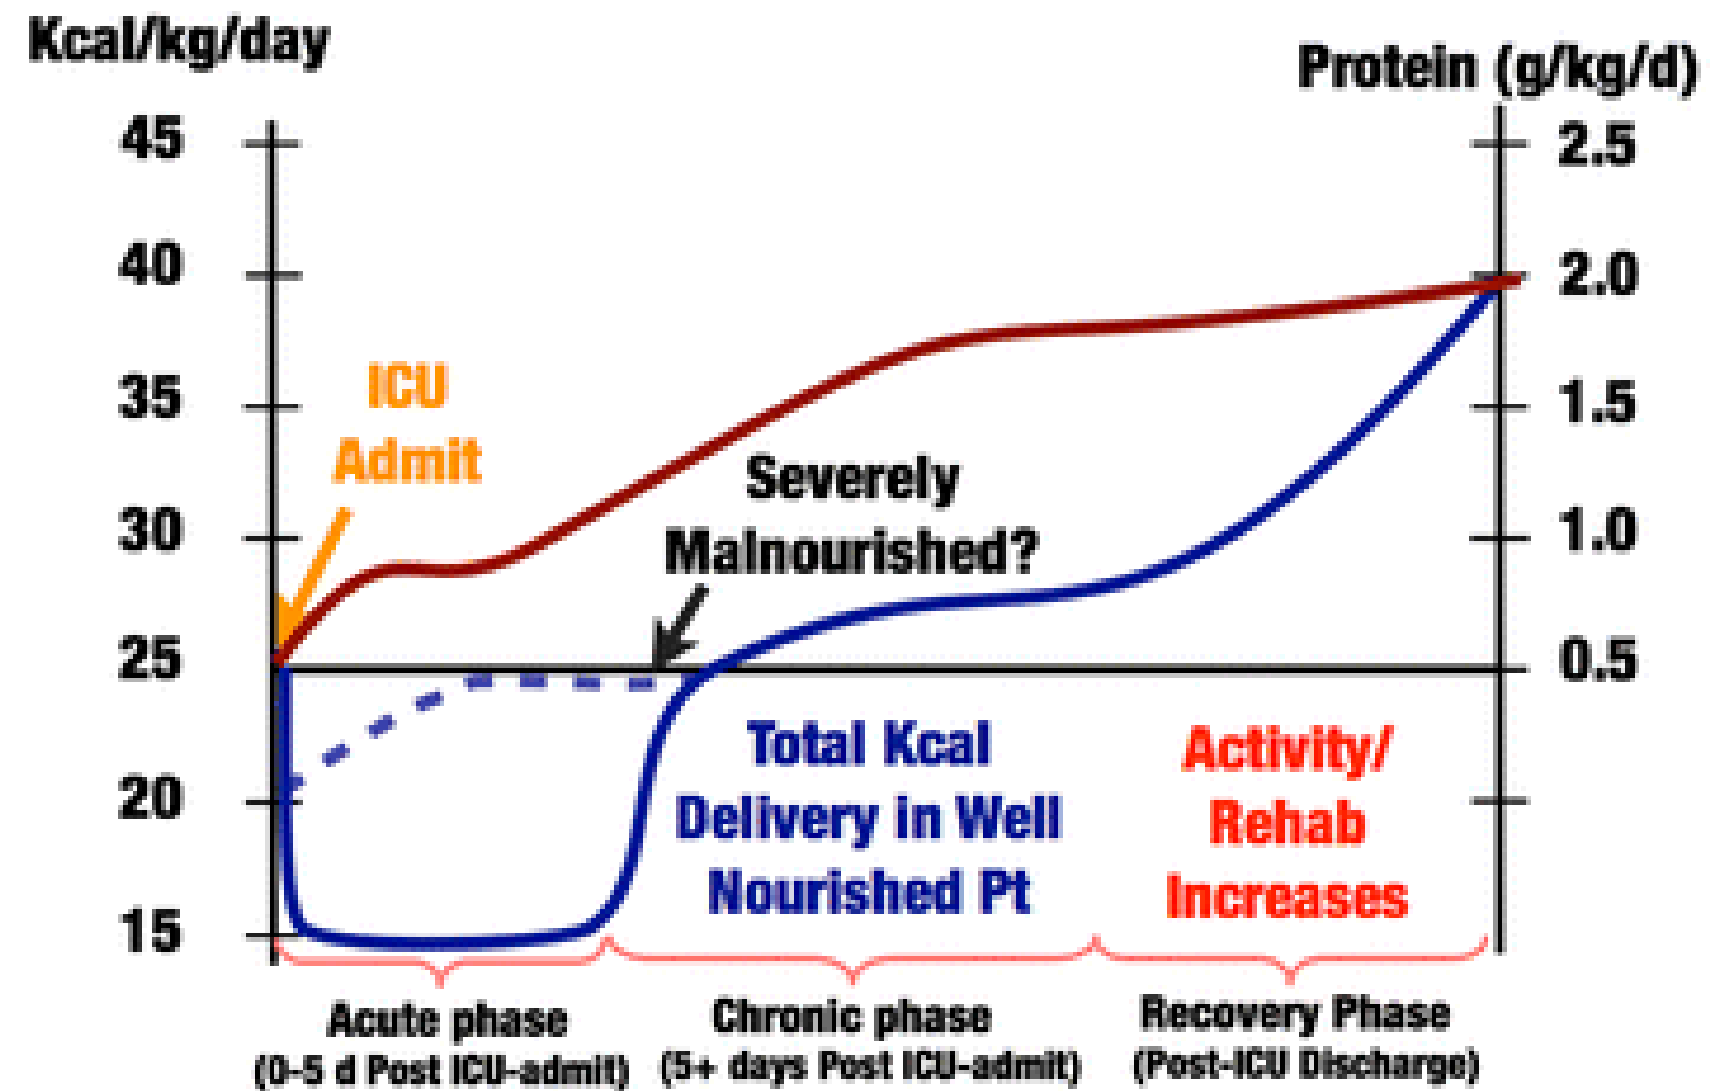 Kcal/kg/day
Protein (g/kg/d)
45
40
35
30
25
20
15
2.5
2.0
1.5
1.0
0.5
ICU
Admit
Severely
Malnourished?
Total Kcal
Delivery in Well
Nourished Pt
Activity/
Rehab
Increases
Acute phase
(0-5 d Post ICU-admit)
Chronic phase
(5+ days Post ICU-admit)
Recovery Phase
(Post-ICU Discharge)